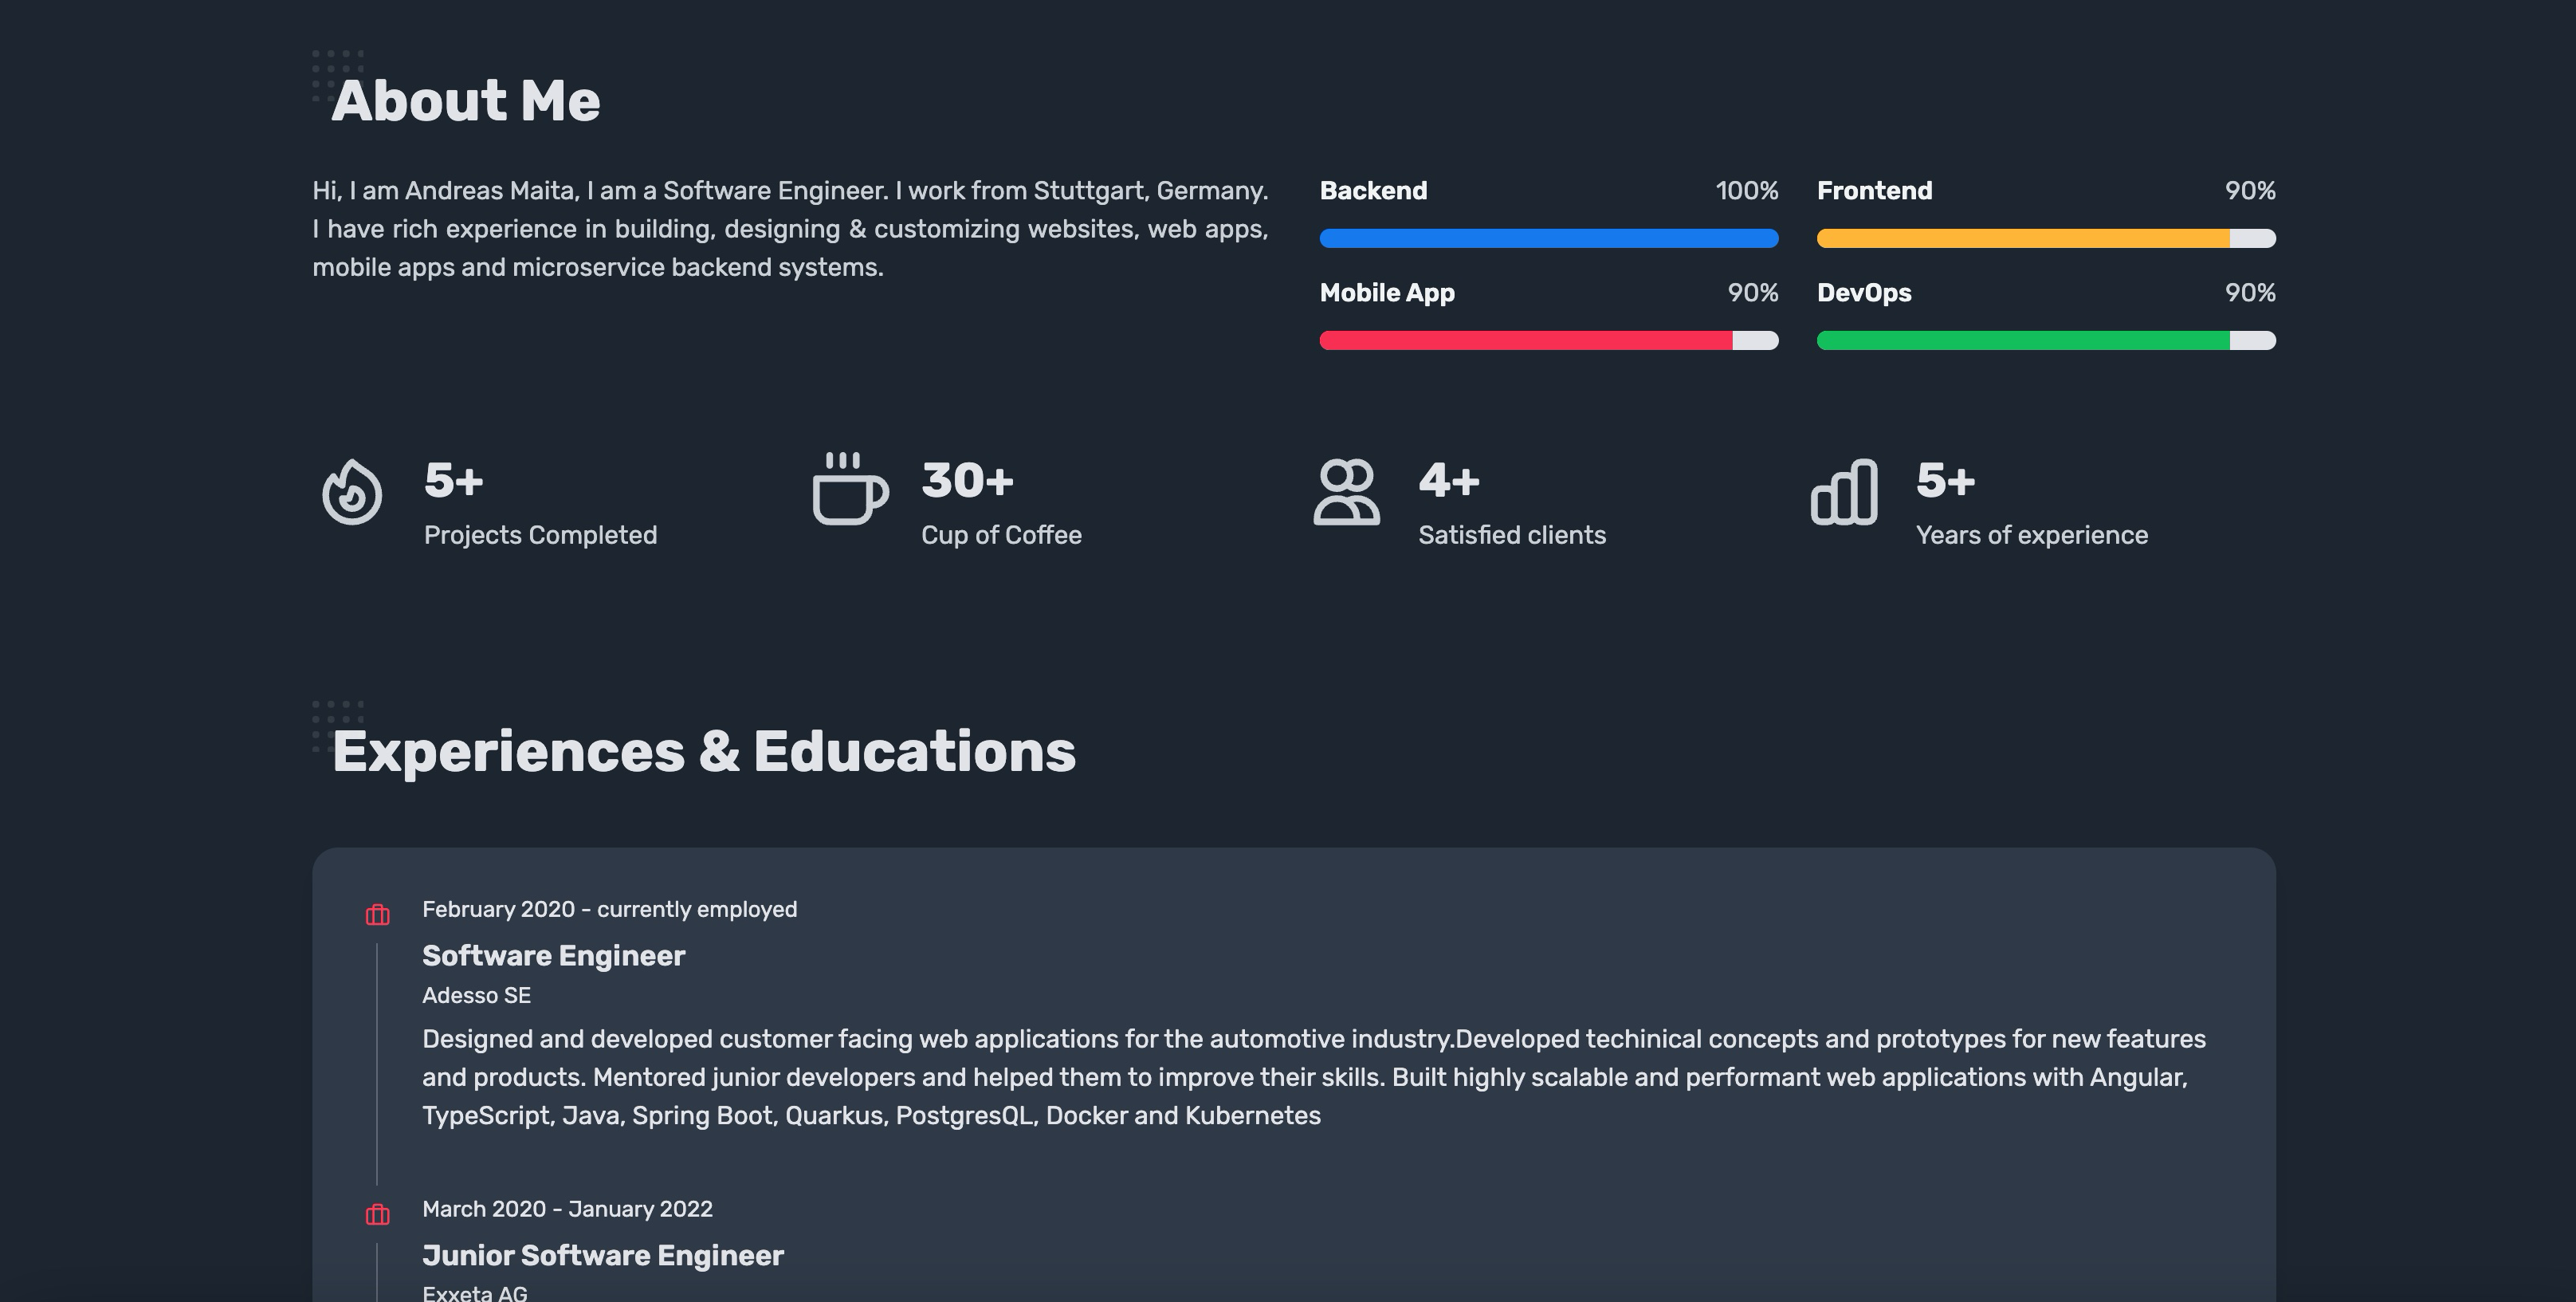 About Me
Hi, I am Andreas Maita, I am a Software Engineer. I work from Stuttgart, Germany.
I have rich experience in building, designing & customizing websites, web apps,
mobile apps and microservice backend systems.
Backend 100%
Frontend 90%
Mobile App 90%
DevOps 90%
5+
Projects Completed
30+
Cup of Coffee
4+
Satisfied clients
5+
Years of experience
Experiences & Educations
February 2020 - currently employed
Software Engineer
Adesso SE
Designed and developed customer facing web applications for the automotive industry.Developed techinical concepts and prototypes for new features
and products. Mentored junior developers and helped them to improve their skills. Built highly scalable and performant web applications with Angular,
TypeScript, Java, Spring Boot, Quarkus, PostgresQL, Docker and Kubernetes
March 2020 - January 2022
Junior Software Engineer
Exxeta AG